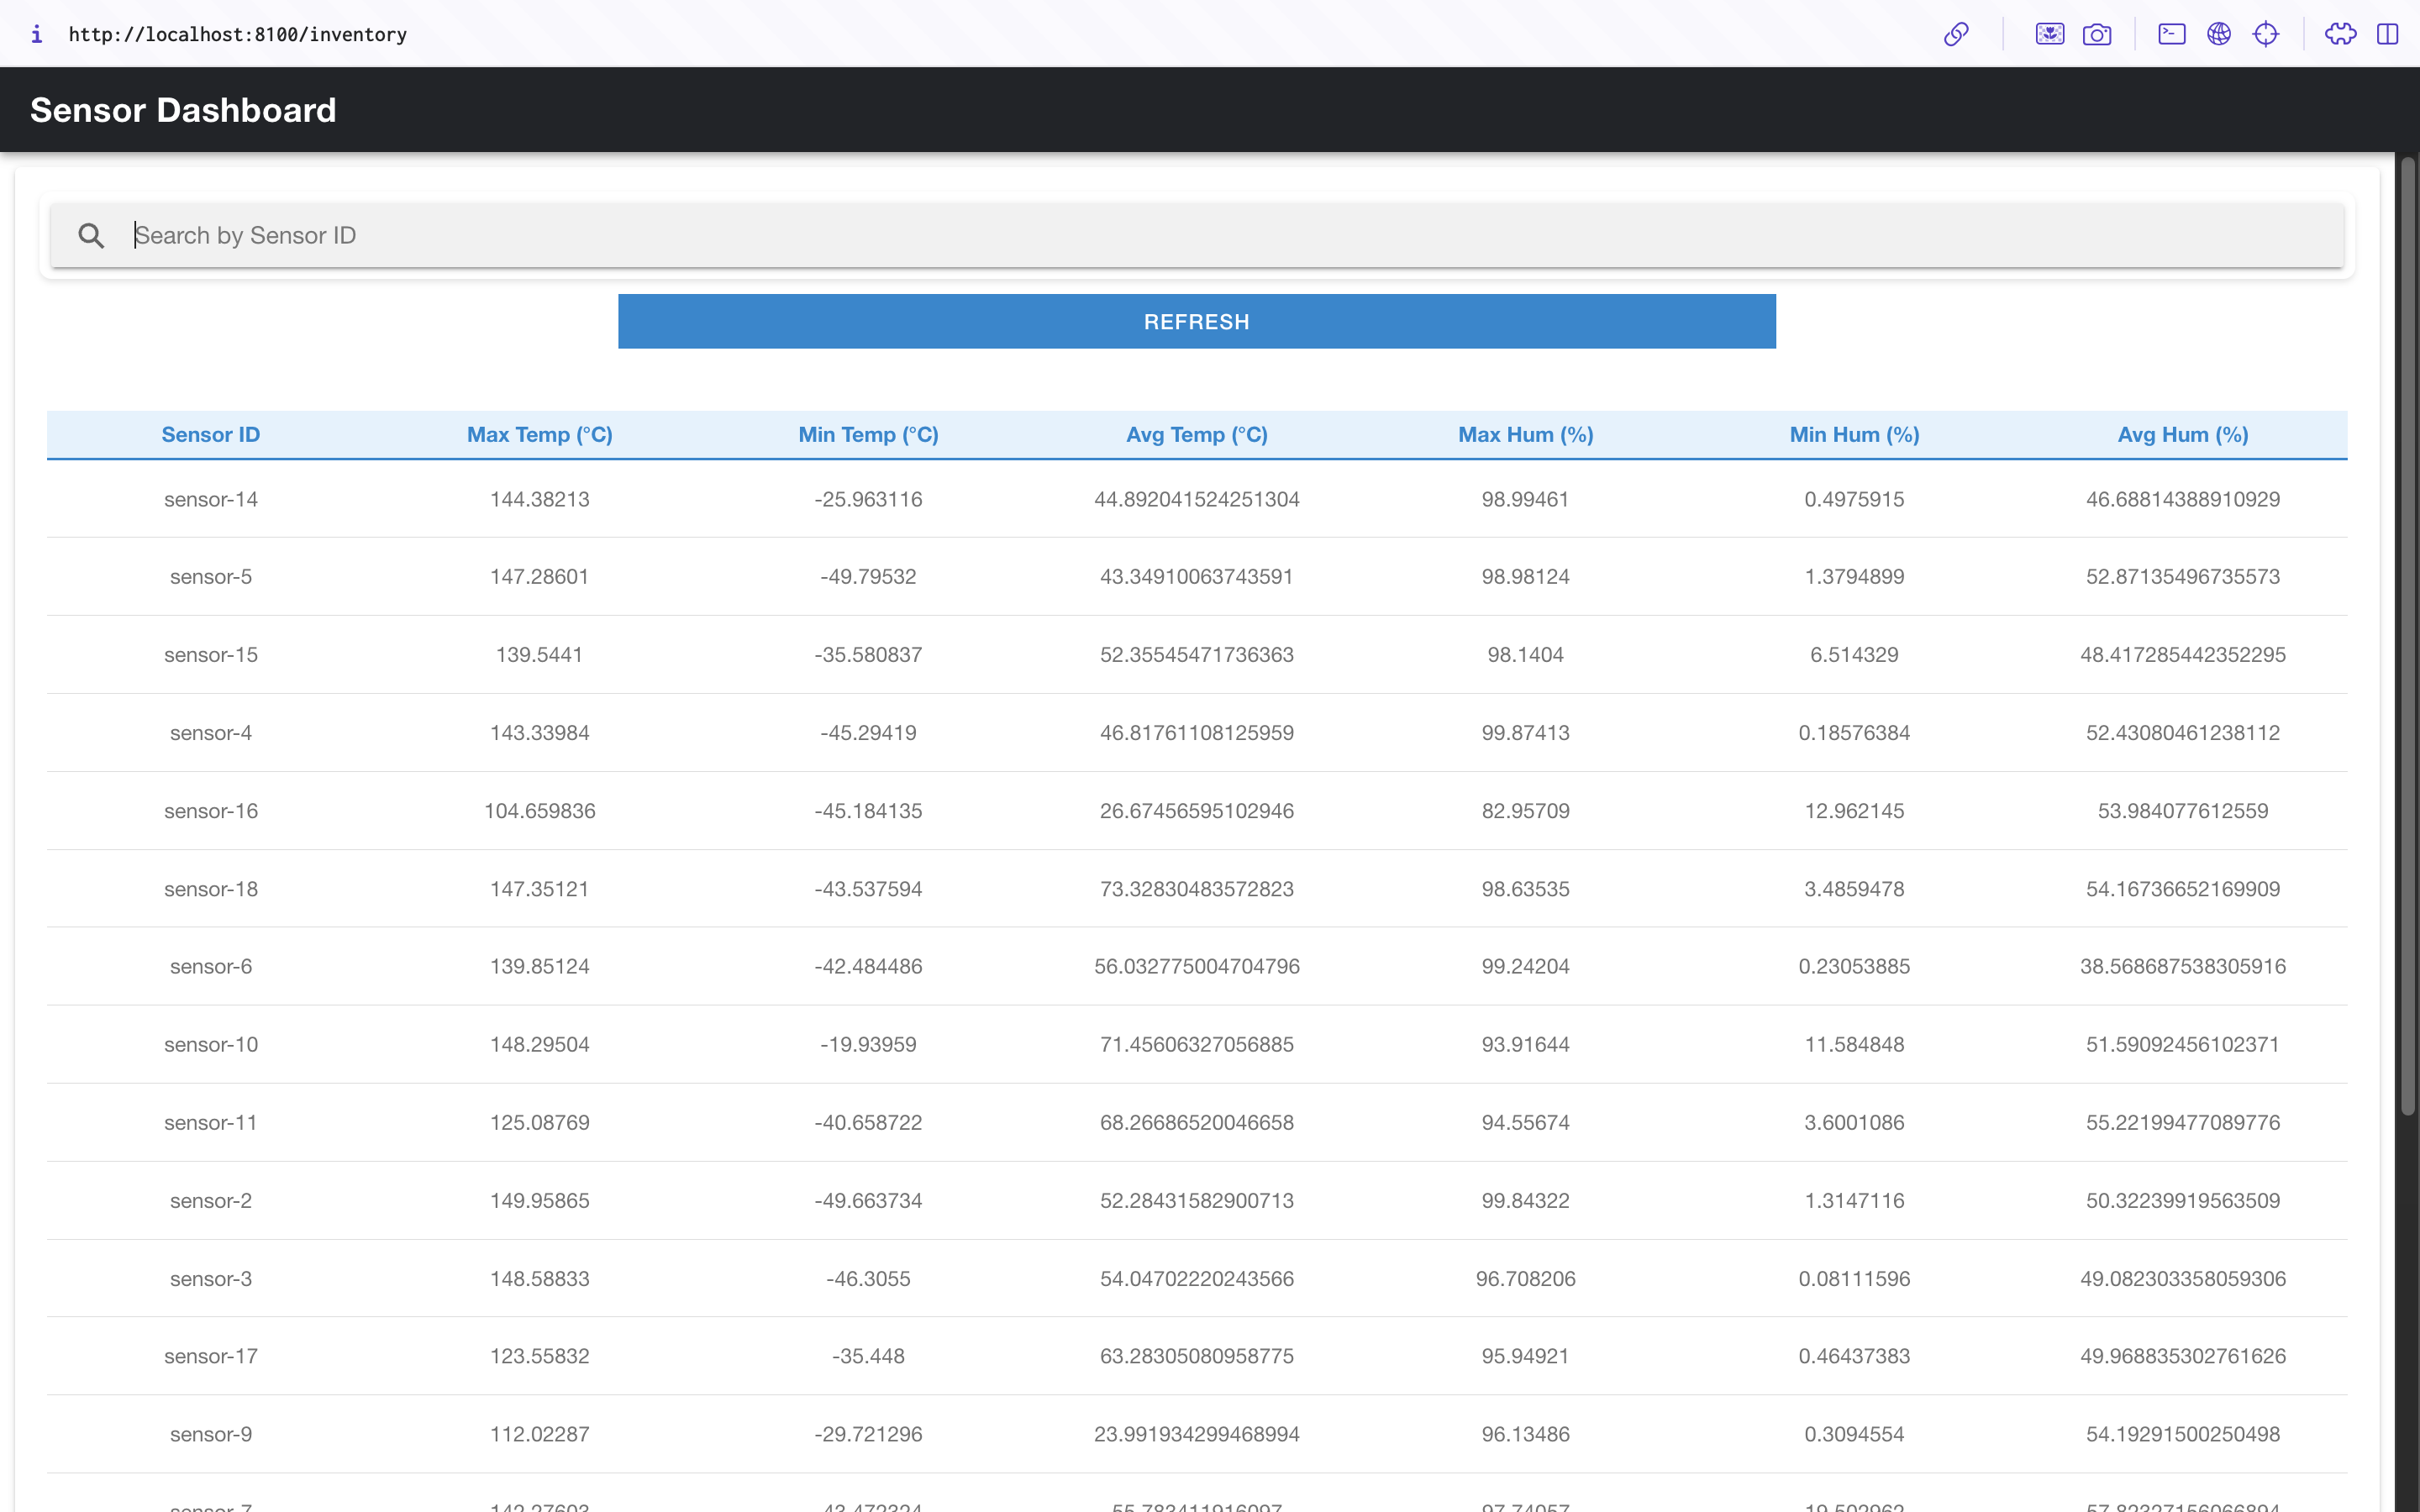 http://localhost:8100/inventory
Sensor Dashboard
Search by Sensor ID
REFRESH
Sensor ID Max Temp (°C) Min Temp (°C) Avg Temp (°C) Max Hum (%) Min Hum (%) Avg Hum (%)
sensor-14 144.38213 -25.963116 44.892041524251304 98.99461 0.4975915 46.68814388910929
sensor-5 147.28601 -49.79532 43.34910063743591 98.98124 1.3794899 52.87135496735573
sensor-15 139.5441 -35.580837 52.35545471736363 98.1404 6.514329 48.417285442352295
sensor-4 143.33984 -45.29419 46.81761108125959 99.87413 0.18576384 52.43080461238112
sensor-16 104.659836 -45.184135 26.67456595102946 82.95709 12.962145 53.984077612559
sensor-18 147.35121 -43.537594 73.32830483572823 98.63535 3.4859478 54.16736652169909
sensor-6 139.85124 -42.484486 56.032775004704796 99.24204 0.23053885 38.568687538305916
sensor-10 148.29504 -19.93959 71.45606327056885 93.91644 11.584848 51.59092456102371
sensor-11 125.08769 -40.658722 68.26686520046658 94.55674 3.6001086 55.22199477089776
sensor-2 149.95865 -49.663734 52.28431582900713 99.84322 1.3147116 50.32239919563509
sensor-3 148.58833 -46.3055 54.04702220243566 96.708206 0.08111596 49.082303358059306
sensor-17 123.55832 -35.448 63.28305080958775 95.94921 0.46437383 49.968835302761626
sensor-9 112.02287 -29.721296 23.991934299468994 96.13486 0.3094554 54.19291500250498
sensor-7